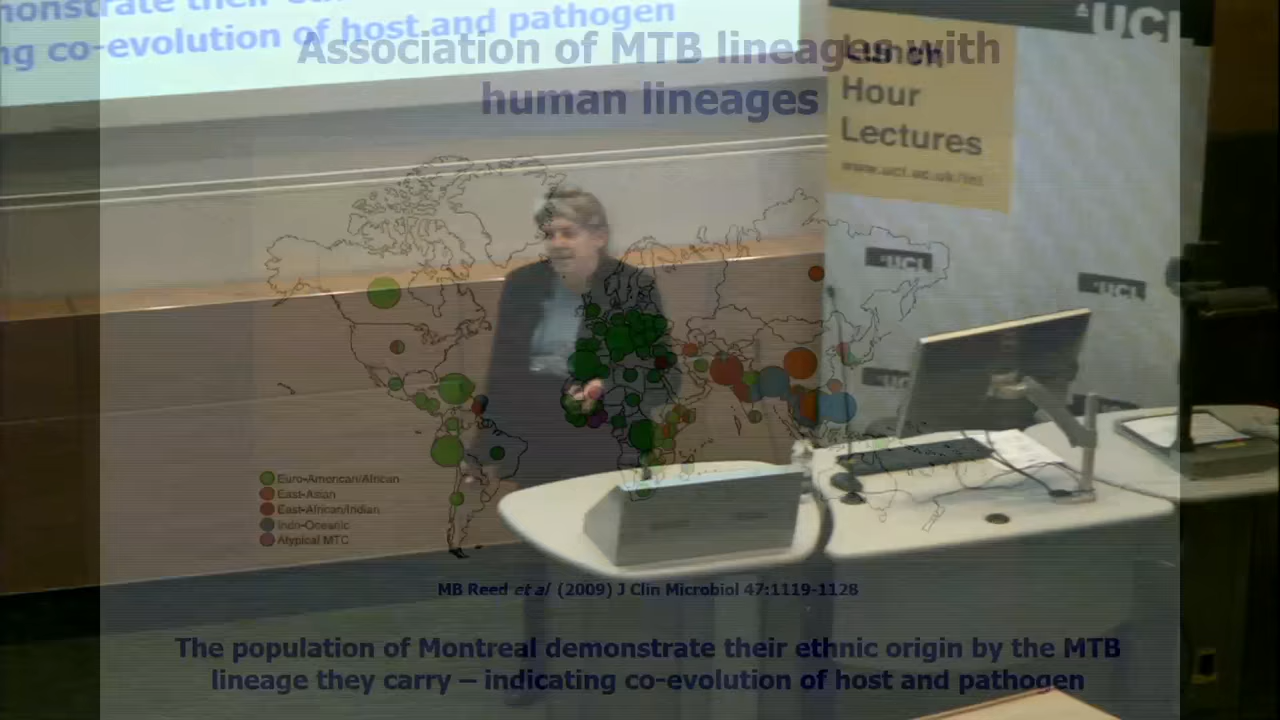 monstrate their
ng co-evolution of host and pathogen
UCL
Association of MTB lineages with
human lineages
Lunch
Hour
Lectures
www.ucl.ac.uk/lhl
UCL
UCL
UCL
Euro-American/African
East-Asian
East-African/Indian
Indo-Oceanic
Atypical MTC
MB Reed et al (2009) J Clin Microbiol 47:1119-1128
The population of Montreal demonstrate their ethnic origin by the MTB
lineage they carry – indicating co-evolution of host and pathogen